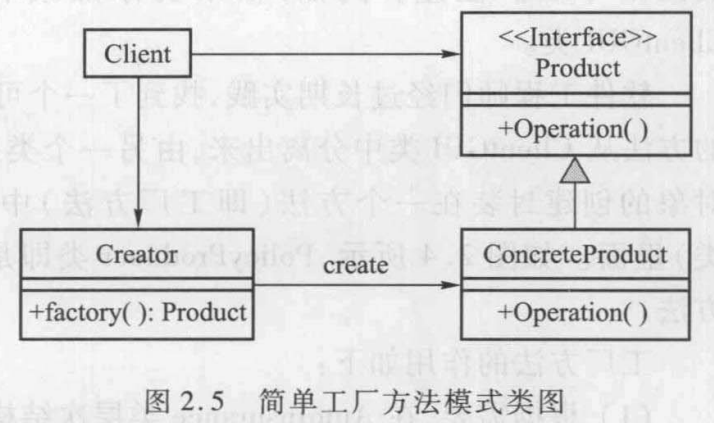 Client
<<Interface>>
Product
+Operation( )
Creator
+factory( ): Product
create
ConcreteProduct
+Operation( )
图 2.5 简单工厂方法模式类图